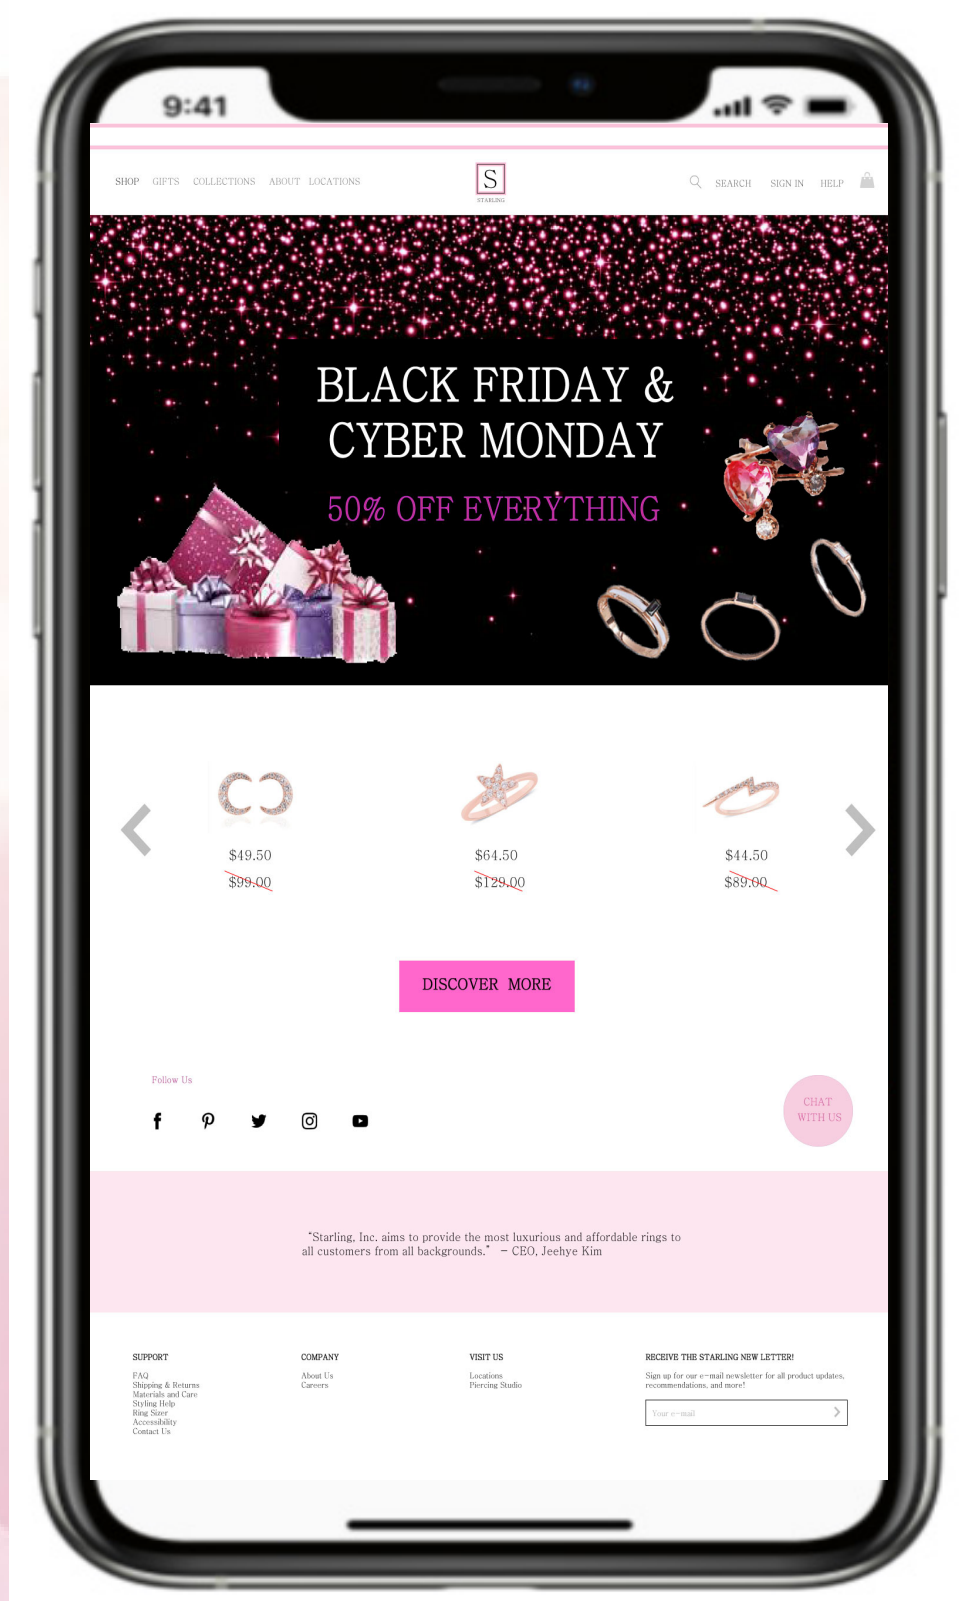 9:41
SHOP GIFTS COLLECTIONS ABOUT LOCATIONS
S
STARLING
SEARCH SIGN IN HELP
BLACK FRIDAY &
CYBER MONDAY
50% OFF EVERYTHING
$49.50 $64.50 $44.50
$99.00 $129.00 $89.00
DISCOVER MORE
Follow Us
CHAT
WITH US
“Starling, Inc. aims to provide the most luxurious and affordable rings to
all customers from all backgrounds.” - CEO, Jeehye Kim
SUPPORT
FAQ
Shipping & Returns
Materials and Care
Styling Help
Ring Sizer
Accessibility
Contact Us
COMPANY
About Us
Careers
VISIT US
Locations
Piercing Studio
RECEIVE THE STARLING NEW LETTER!
Sign up for our e-mail newsletter for all product updates,
recommendations, and more!
Your e-mail